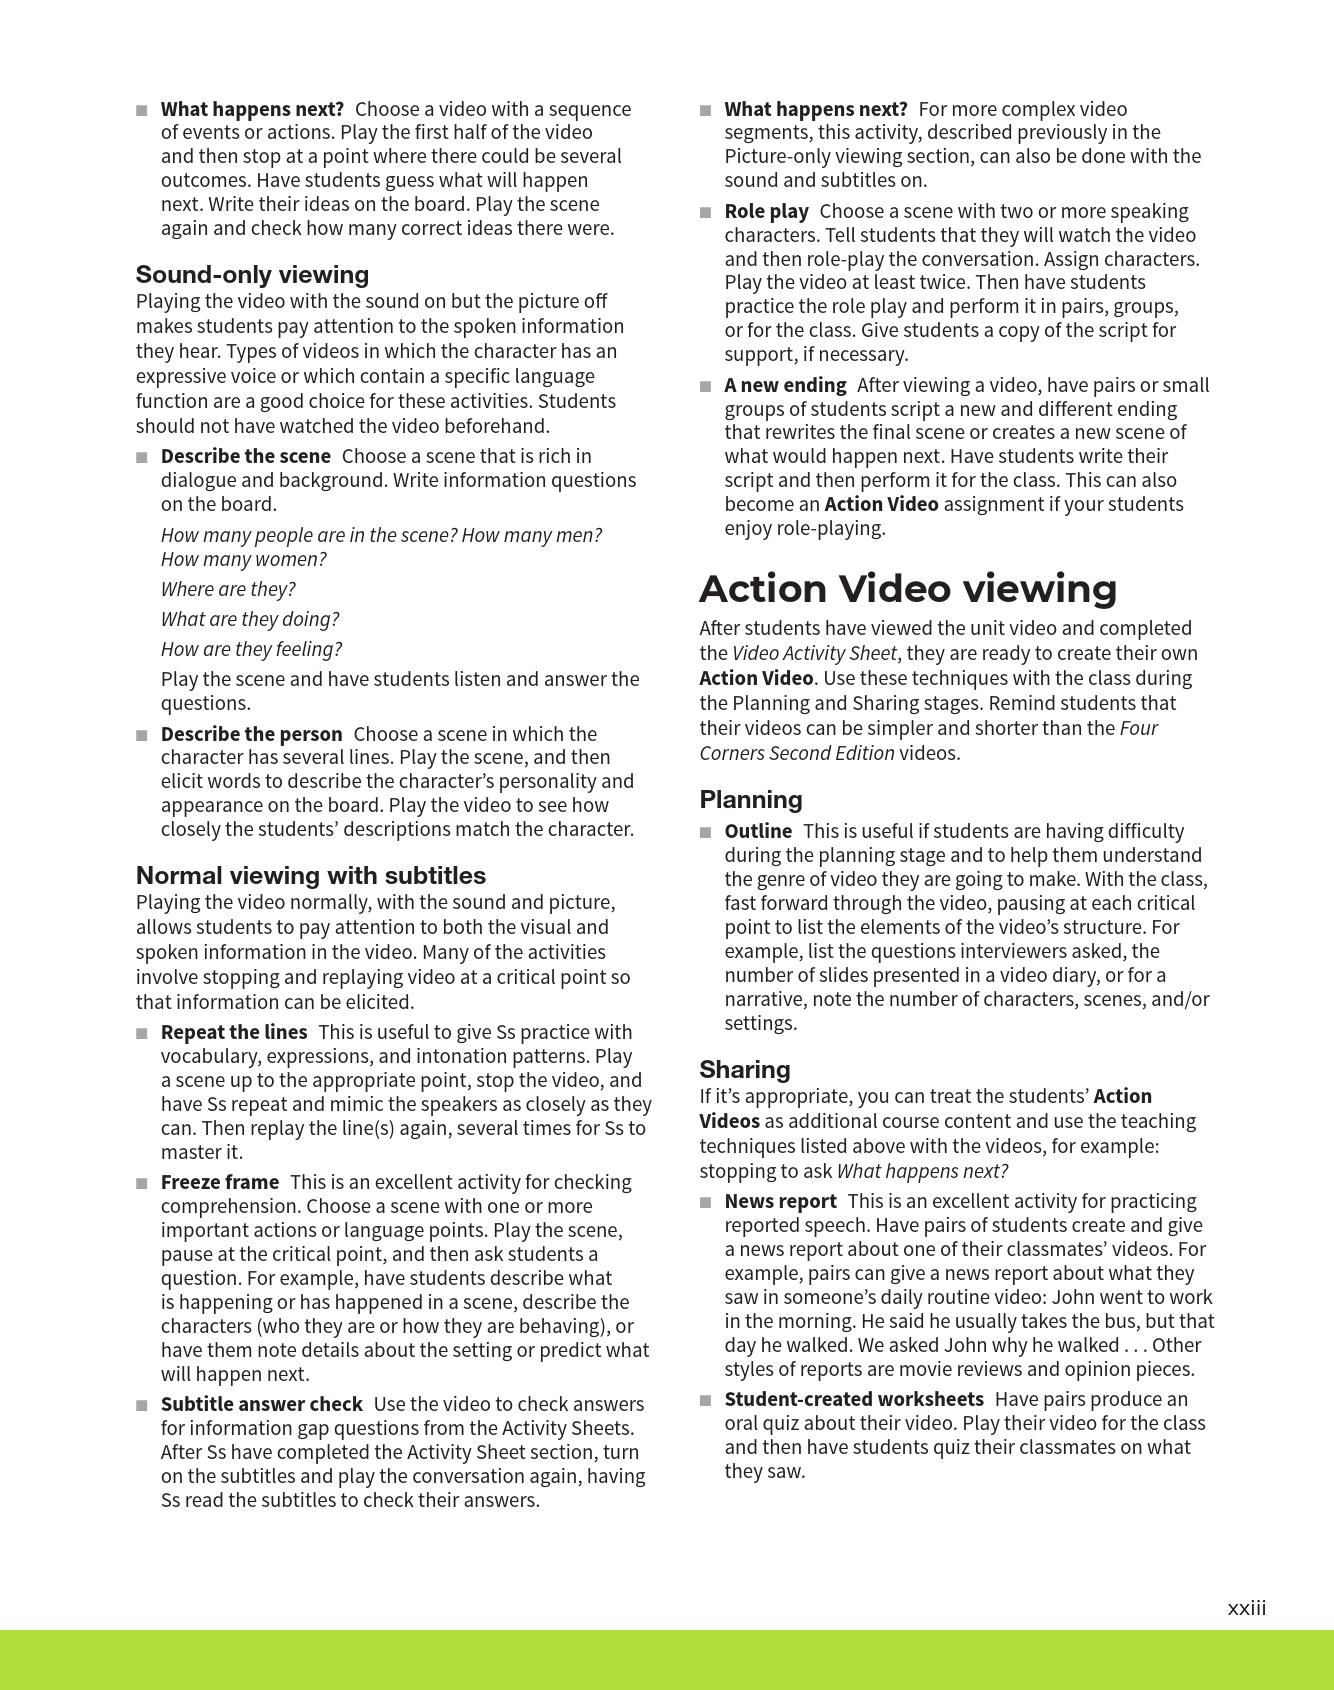 ■ What happens next? Choose a video with a sequence
of events or actions. Play the first half of the video
and then stop at a point where there could be several
outcomes. Have students guess what will happen
next. Write their ideas on the board. Play the scene
again and check how many correct ideas there were.
Sound-only viewing
Playing the video with the sound on but the picture off
makes students pay attention to the spoken information
they hear. Types of videos in which the character has an
expressive voice or which contain a specific language
function are a good choice for these activities. Students
should not have watched the video beforehand.
■ Describe the scene Choose a scene that is rich in
dialogue and background. Write information questions
on the board.
How many people are in the scene? How many men?
How many women?
Where are they?
What are they doing?
How are they feeling?
Play the scene and have students listen and answer the
questions.
■ Describe the person Choose a scene in which the
character has several lines. Play the scene, and then
elicit words to describe the character’s personality and
appearance on the board. Play the video to see how
closely the students’ descriptions match the character.
Normal viewing with subtitles
Playing the video normally, with the sound and picture,
allows students to pay attention to both the visual and
spoken information in the video. Many of the activities
involve stopping and replaying video at a critical point so
that information can be elicited.
■ Repeat the lines This is useful to give Ss practice with
vocabulary, expressions, and intonation patterns. Play
a scene up to the appropriate point, stop the video, and
have Ss repeat and mimic the speakers as closely as they
can. Then replay the line(s) again, several times for Ss to
master it.
■ Freeze frame This is an excellent activity for checking
comprehension. Choose a scene with one or more
important actions or language points. Play the scene,
pause at the critical point, and then ask students a
question. For example, have students describe what
is happening or has happened in a scene, describe the
characters (who they are or how they are behaving), or
have them note details about the setting or predict what
will happen next.
■ Subtitle answer check Use the video to check answers
for information gap questions from the Activity Sheets.
After Ss have completed the Activity Sheet section, turn
on the subtitles and play the conversation again, having
Ss read the subtitles to check their answers.
■ What happens next? For more complex video
segments, this activity, described previously in the
Picture-only viewing section, can also be done with the
sound and subtitles on.
■ Role play Choose a scene with two or more speaking
characters. Tell students that they will watch the video
and then role-play the conversation. Assign characters.
Play the video at least twice. Then have students
practice the role play and perform it in pairs, groups,
or for the class. Give students a copy of the script for
support, if necessary.
■ A new ending After viewing a video, have pairs or small
groups of students script a new and different ending
that rewrites the final scene or creates a new scene of
what would happen next. Have students write their
script and then perform it for the class. This can also
become an Action Video assignment if your students
enjoy role-playing.
Action Video viewing
After students have viewed the unit video and completed
the Video Activity Sheet, they are ready to create their own
Action Video. Use these techniques with the class during
the Planning and Sharing stages. Remind students that
their videos can be simpler and shorter than the Four
Corners Second Edition videos.
Planning
■ Outline This is useful if students are having difficulty
during the planning stage and to help them understand
the genre of video they are going to make. With the class,
fast forward through the video, pausing at each critical
point to list the elements of the video’s structure. For
example, list the questions interviewers asked, the
number of slides presented in a video diary, or for a
narrative, note the number of characters, scenes, and/or
settings.
Sharing
If it’s appropriate, you can treat the students’ Action
Videos as additional course content and use the teaching
techniques listed above with the videos, for example:
stopping to ask What happens next?
■ News report This is an excellent activity for practicing
reported speech. Have pairs of students create and give
a news report about one of their classmates’ videos. For
example, pairs can give a news report about what they
saw in someone’s daily routine video: John went to work
in the morning. He said he usually takes the bus, but that
day he walked. We asked John why he walked . . . Other
styles of reports are movie reviews and opinion pieces.
■ Student-created worksheets Have pairs produce an
oral quiz about their video. Play their video for the class
and then have students quiz their classmates on what
they saw.
xxiii